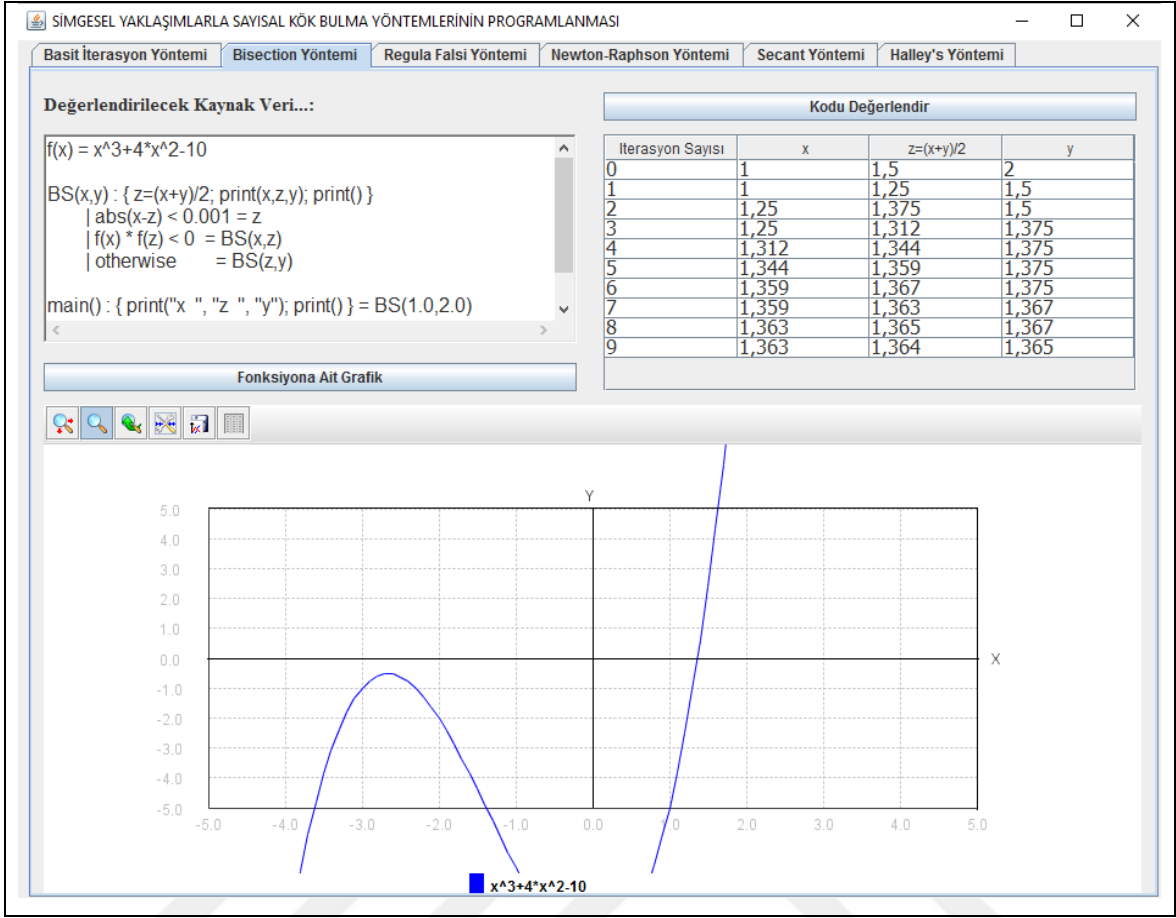 SİMGESEL YAKLAŞIMLARLA SAYISAL KÖK BULMA YÖNTEMLERİNİN PROGRAMLANMASI
Basit İterasyon Yöntemi Bisection Yöntemi Regula Falsi Yöntemi Newton-Raphson Yöntemi Secant Yöntemi Halley's Yöntemi
Değerlendirilecek Kaynak Veri...:
f(x) = x^3+4*x^2-10
BS(x,y) : { z=(x+y)/2; print(x,z,y); print() }
| abs(x-z) < 0.001 = z
| f(x) * f(z) < 0 = BS(x,z)
| otherwise = BS(z,y)
main() : { print("x ", "z ", "y"); print() } = BS(1.0,2.0)
Fonksiyona Ait Grafik
Kodu Değerlendir
Iterasyon Sayısı x z=(x+y)/2 y
0 1 1,5 2
1 1 1,25 1,5
2 1,25 1,375 1,5
3 1,25 1,312 1,375
4 1,312 1,344 1,375
5 1,344 1,359 1,375
6 1,359 1,367 1,375
7 1,359 1,363 1,367
8 1,363 1,365 1,367
9 1,363 1,364 1,365
Y
5.0
4.0
3.0
2.0
1.0
0.0
X
-1.0
-2.0
-3.0
-4.0
-5.0
-5.0 -4.0 -3.0 -2.0 -1.0 0.0 1.0 2.0 3.0 4.0 5.0
x^3+4*x^2-10